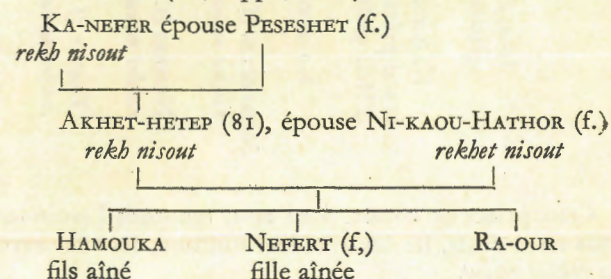 KA-NEFER épouse PESESHET (f.)
rekh nisout
AKHET-HETEP (81), épouse NI-KAOU-HATHOR (f.)
rekh nisout rekhet nisout
HAMOUKA NEFERT (f,) RA-OUR
fils aîné fille aînée